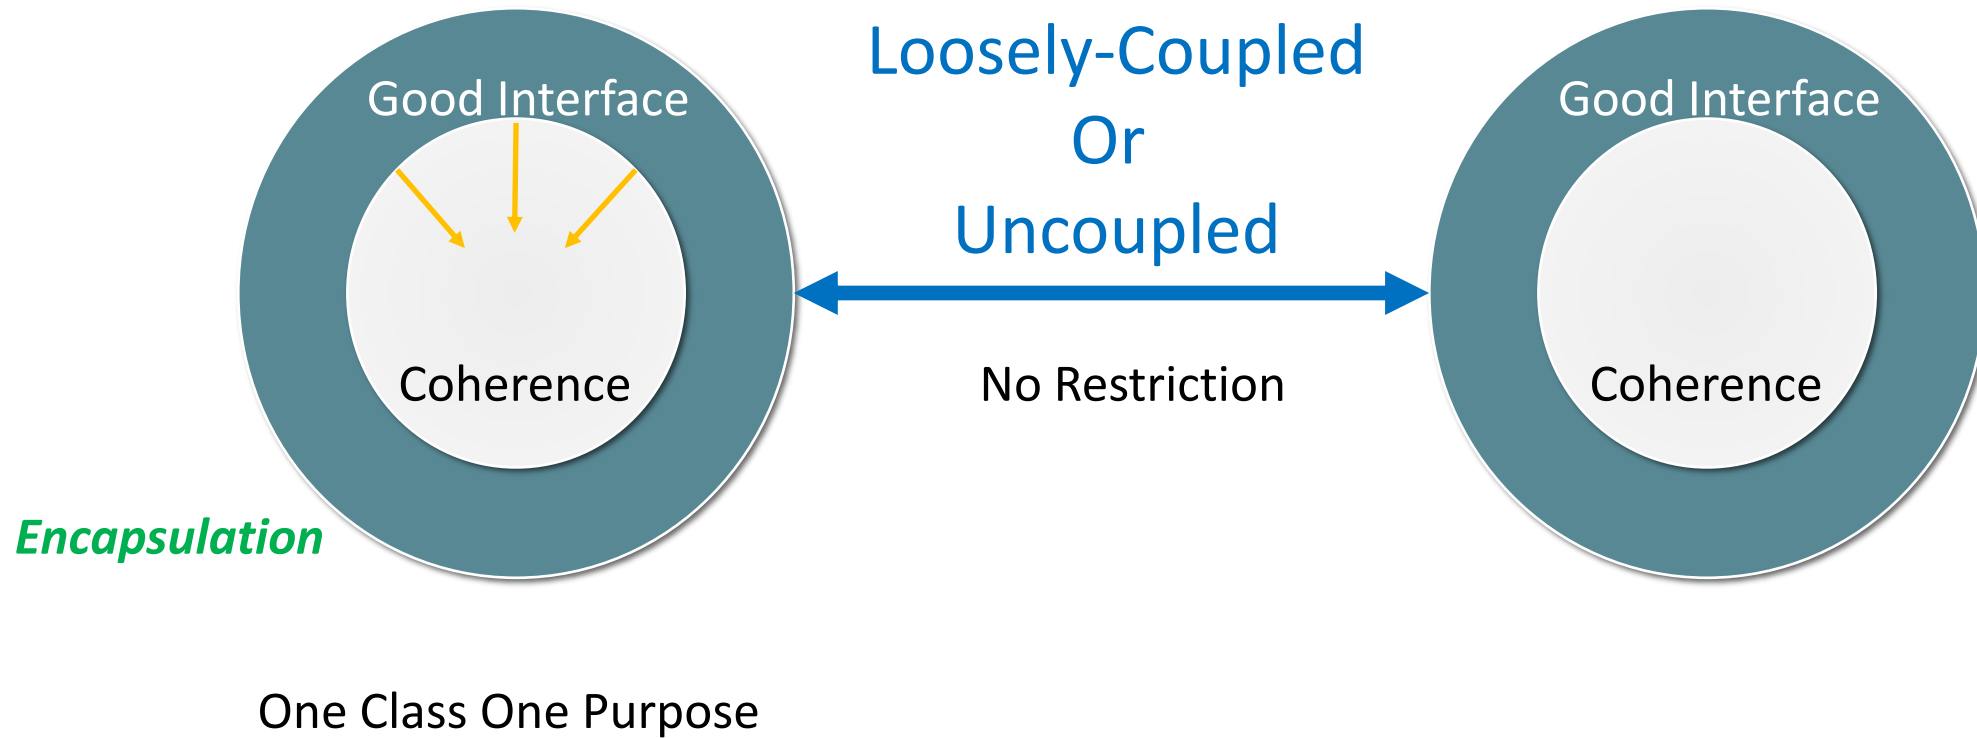 Good Interface
Coherence
Encapsulation
One Class One Purpose
Loosely-Coupled
Or
Uncoupled
No Restriction
Good Interface
Coherence